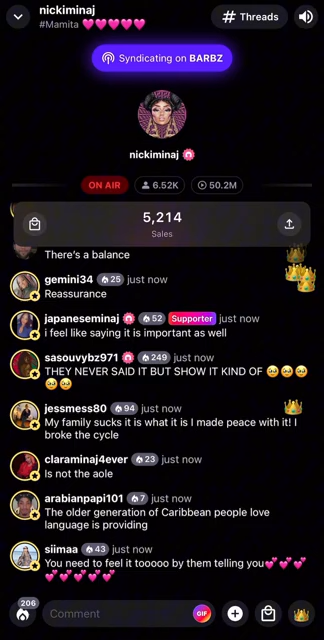 nickiminaj
#Mamita 💕💕💕💕💕
Threads
Syndicating on BARBZ
nickiminaj
ON AIR
6.52K
50.2M
5,214
Sales
There's a balance
gemini34 25 just now
Reassurance
japaneseminaj 52 Supporter just now
i feel like saying it is important as well
sasouvybz971 249 just now
THEY NEVER SAID IT BUT SHOW IT KIND OF 🥹🥹🥹
🥹🥹
jessmess80 94 just now
My family sucks it is what it is I made peace with it! I
broke the cycle
claraminaj4ever 23 just now
Is not the aole
arabianpapi101 7 just now
The older generation of Caribbean people love
language is providing
siimaa 43 just now
You need to feel it tooooo by them telling you💕💕💕
💕💕💕💕💕💕
206
Comment
GIF